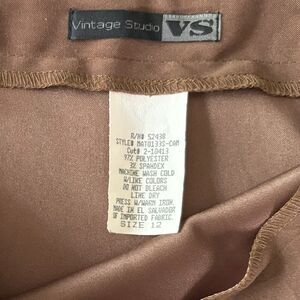 Vintage Studio VS
R/N# 52438
STYLE# MAT0133S-DAM
Cut# 2-10413
97% POLYESTER
3% SPANDEX
MACHINE WASH COLD
W/LIKE COLORS
DO NOT BLEACH
LINE DRY
PRESS W/WARM IRON.
MADE IN EL SALVADOR
OF IMPORTED FABRIC.
SIZE 12